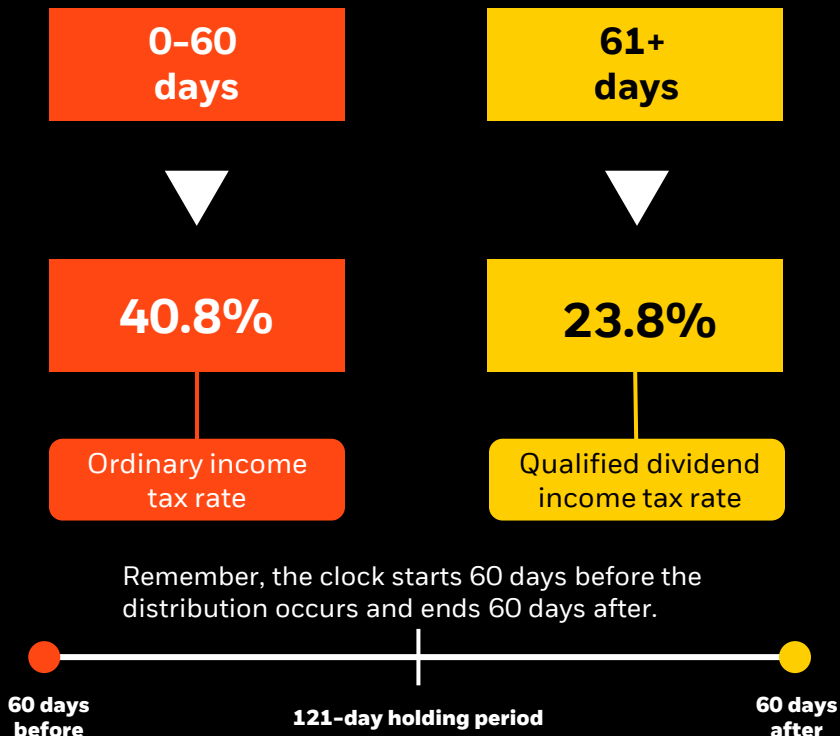 0-60
days
61+
days
40.8%
23.8%
Ordinary income
tax rate
Qualified dividend
income tax rate
Remember, the clock starts 60 days before the
distribution occurs and ends 60 days after.
60 days
before
121-day holding period
60 days
after